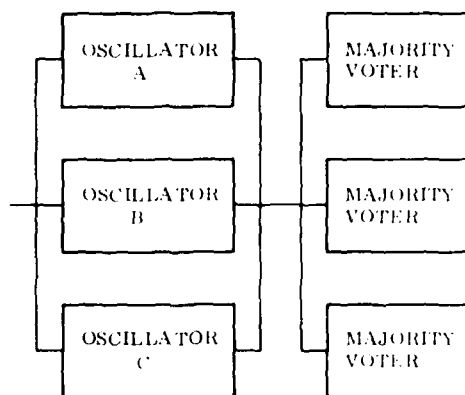 OSCILLATOR
A
MAJORITY
VOTER
OSCILLATOR
B
MAJORITY
VOTER
OSCILLATOR
C
MAJORITY
VOTER